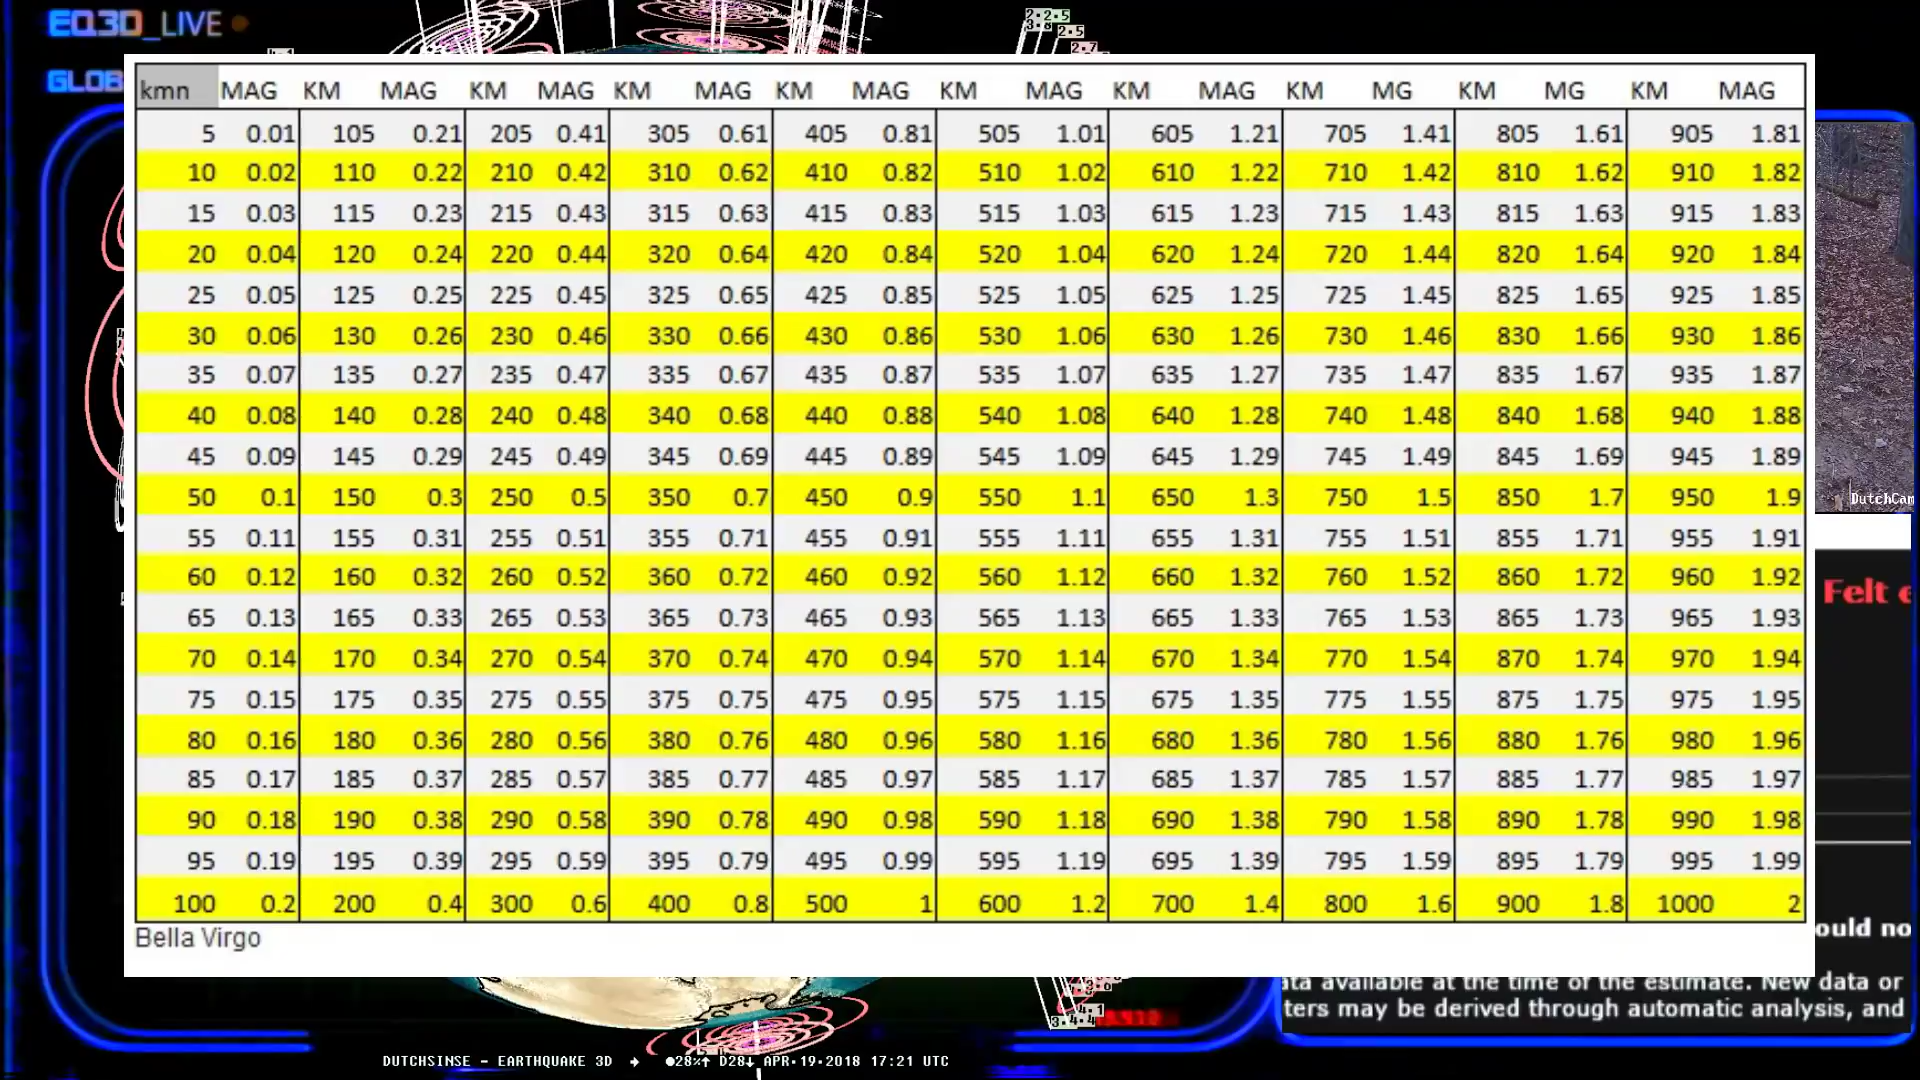 EQ3D_LIVE
GLOB
kmn MAG KM MAG KM MAG KM MAG KM MAG KM MAG KM MAG KM MG KM MG KM MAG
5 0.01 105 0.21 205 0.41 305 0.61 405 0.81 505 1.01 605 1.21 705 1.41 805 1.61 905 1.81
10 0.02 110 0.22 210 0.42 310 0.62 410 0.82 510 1.02 610 1.22 710 1.42 810 1.62 910 1.82
15 0.03 115 0.23 215 0.43 315 0.63 415 0.83 515 1.03 615 1.23 715 1.43 815 1.63 915 1.83
20 0.04 120 0.24 220 0.44 320 0.64 420 0.84 520 1.04 620 1.24 720 1.44 820 1.64 920 1.84
25 0.05 125 0.25 225 0.45 325 0.65 425 0.85 525 1.05 625 1.25 725 1.45 825 1.65 925 1.85
30 0.06 130 0.26 230 0.46 330 0.66 430 0.86 530 1.06 630 1.26 730 1.46 830 1.66 930 1.86
35 0.07 135 0.27 235 0.47 335 0.67 435 0.87 535 1.07 635 1.27 735 1.47 835 1.67 935 1.87
40 0.08 140 0.28 240 0.48 340 0.68 440 0.88 540 1.08 640 1.28 740 1.48 840 1.68 940 1.88
45 0.09 145 0.29 245 0.49 345 0.69 445 0.89 545 1.09 645 1.29 745 1.49 845 1.69 945 1.89
50 0.1 150 0.3 250 0.5 350 0.7 450 0.9 550 1.1 650 1.3 750 1.5 850 1.7 950 1.9
55 0.11 155 0.31 255 0.51 355 0.71 455 0.91 555 1.11 655 1.31 755 1.51 855 1.71 955 1.91
60 0.12 160 0.32 260 0.52 360 0.72 460 0.92 560 1.12 660 1.32 760 1.52 860 1.72 960 1.92
65 0.13 165 0.33 265 0.53 365 0.73 465 0.93 565 1.13 665 1.33 765 1.53 865 1.73 965 1.93
70 0.14 170 0.34 270 0.54 370 0.74 470 0.94 570 1.14 670 1.34 770 1.54 870 1.74 970 1.94
75 0.15 175 0.35 275 0.55 375 0.75 475 0.95 575 1.15 675 1.35 775 1.55 875 1.75 975 1.95
80 0.16 180 0.36 280 0.56 380 0.76 480 0.96 580 1.16 680 1.36 780 1.56 880 1.76 980 1.96
85 0.17 185 0.37 285 0.57 385 0.77 485 0.97 585 1.17 685 1.37 785 1.57 885 1.77 985 1.97
90 0.18 190 0.38 290 0.58 390 0.78 490 0.98 590 1.18 690 1.38 790 1.58 890 1.78 990 1.98
95 0.19 195 0.39 295 0.59 395 0.79 495 0.99 595 1.19 695 1.39 795 1.59 895 1.79 995 1.99
100 0.2 200 0.4 300 0.6 400 0.8 500 1 600 1.2 700 1.4 800 1.6 900 1.8 1000 2
Bella Virgo
DutchCam
Felt
ould no
ata available at the time of the estimate. New data or
ters may be derived through automatic analysis, and
DUTCHSINSE - EARTHQUAKE 3D → ●28%↑ D28↓ APR•19•2018 17:21 UTC